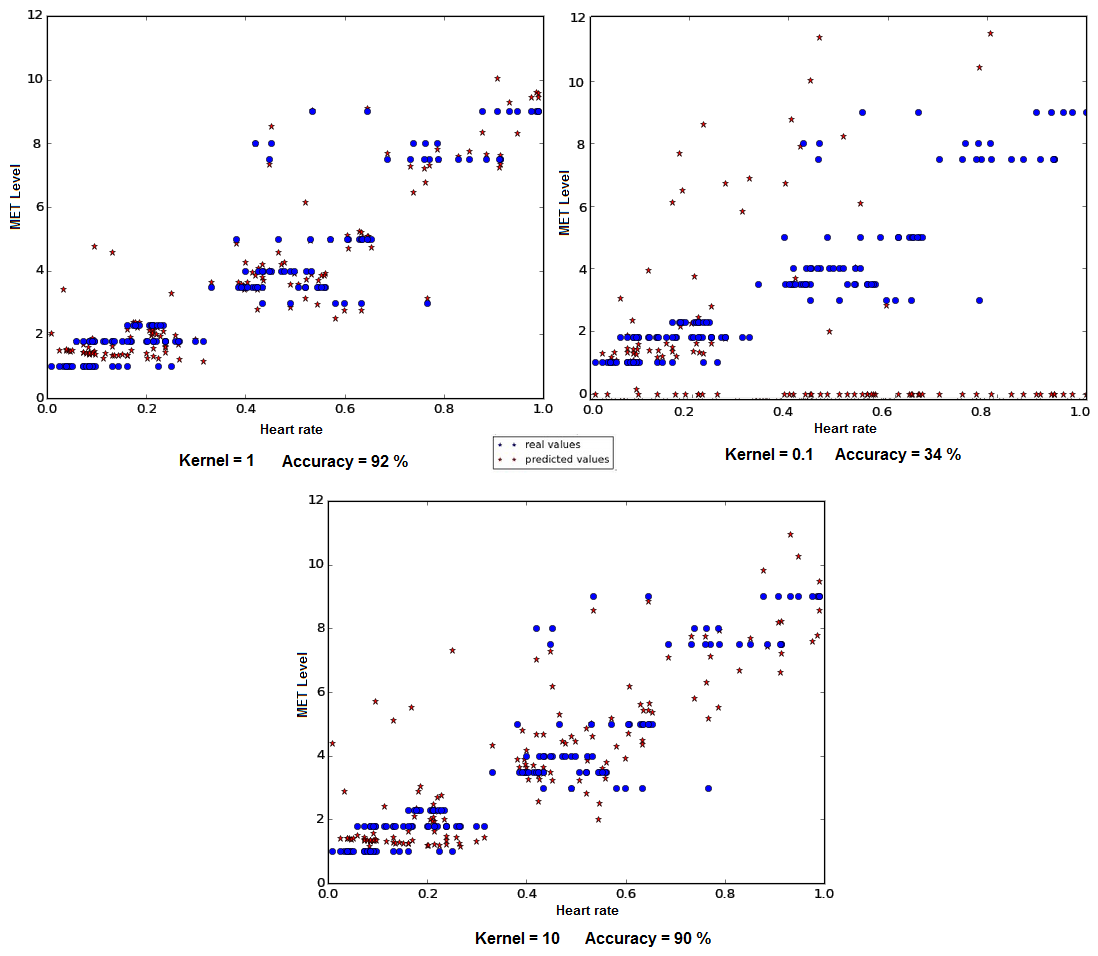 12
10
8
6
4
2
0
MET Level
0.0 0.2 0.4 0.6 0.8 1.0
Heart rate
Kernel = 1 Accuracy = 92 %
12
10
8
6
4
2
0
MET Level
0.0 0.2 0.4 0.6 0.8 1.0
Heart rate
Kernel = 0.1 Accuracy = 34 %
real values
predicted values
12
10
8
6
4
2
0
MET Level
0.0 0.2 0.4 0.6 0.8 1.0
Heart rate
Kernel = 10 Accuracy = 90 %